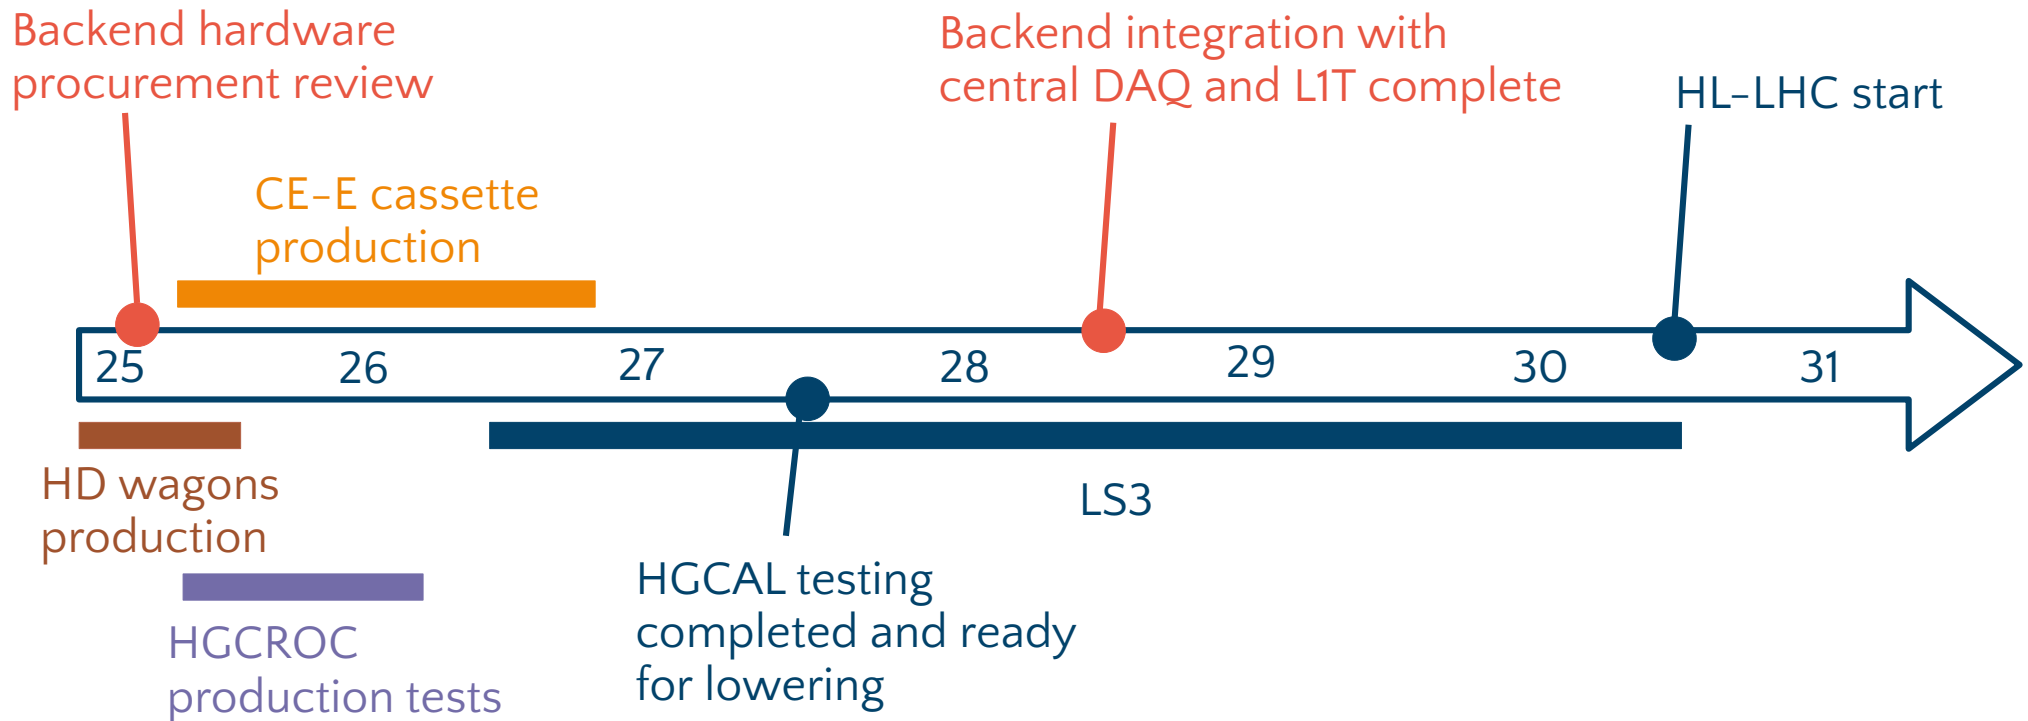 Backend hardware
procurement review
Backend integration with
central DAQ and L1T complete
HL-LHC start
CE-E cassette
production
25
26
27
28
29
30
31
HD wagons
production
LS3
HGCROC
production tests
HGCAL testing
completed and ready
for lowering